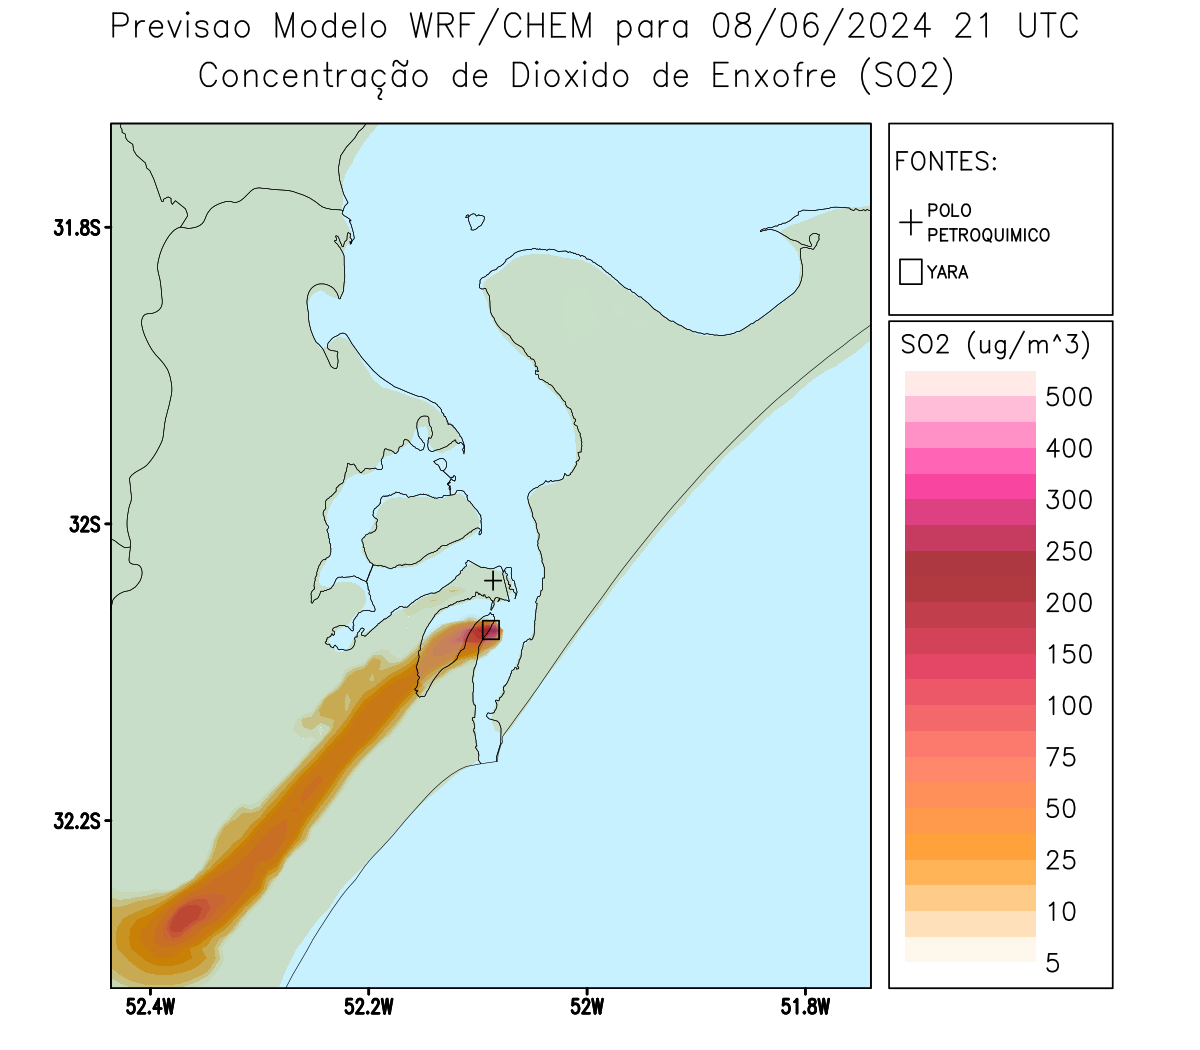 Previsao Modelo WRF/CHEM para 08/06/2024 21 UTC
Concentração de Dioxido de Enxofre (SO2)
FONTES:
POLO
PETROQUIMICO
YARA
SO2 (ug/m^3)
500
400
300
250
200
150
100
75
50
25
10
5
31.8S
32S
32.2S
52.4W
52.2W
52W
51.8W